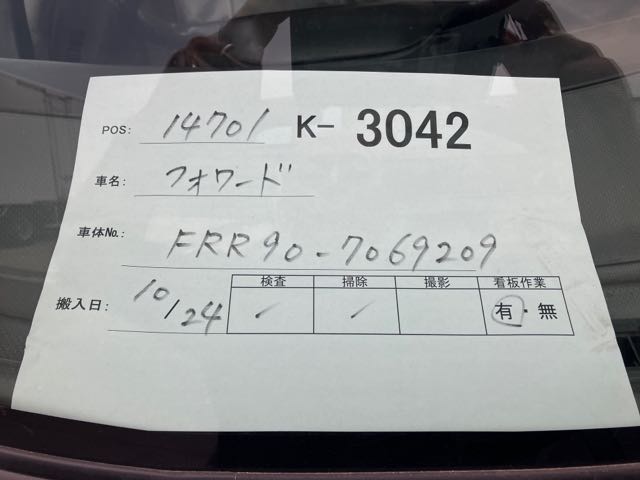 POS: 14701 K-3042
車名: フォワード
車体No.: FRR90-7069209
検査 掃除 撮影 看板作業
搬入日: 10/24 ✓ ✓ 有・無